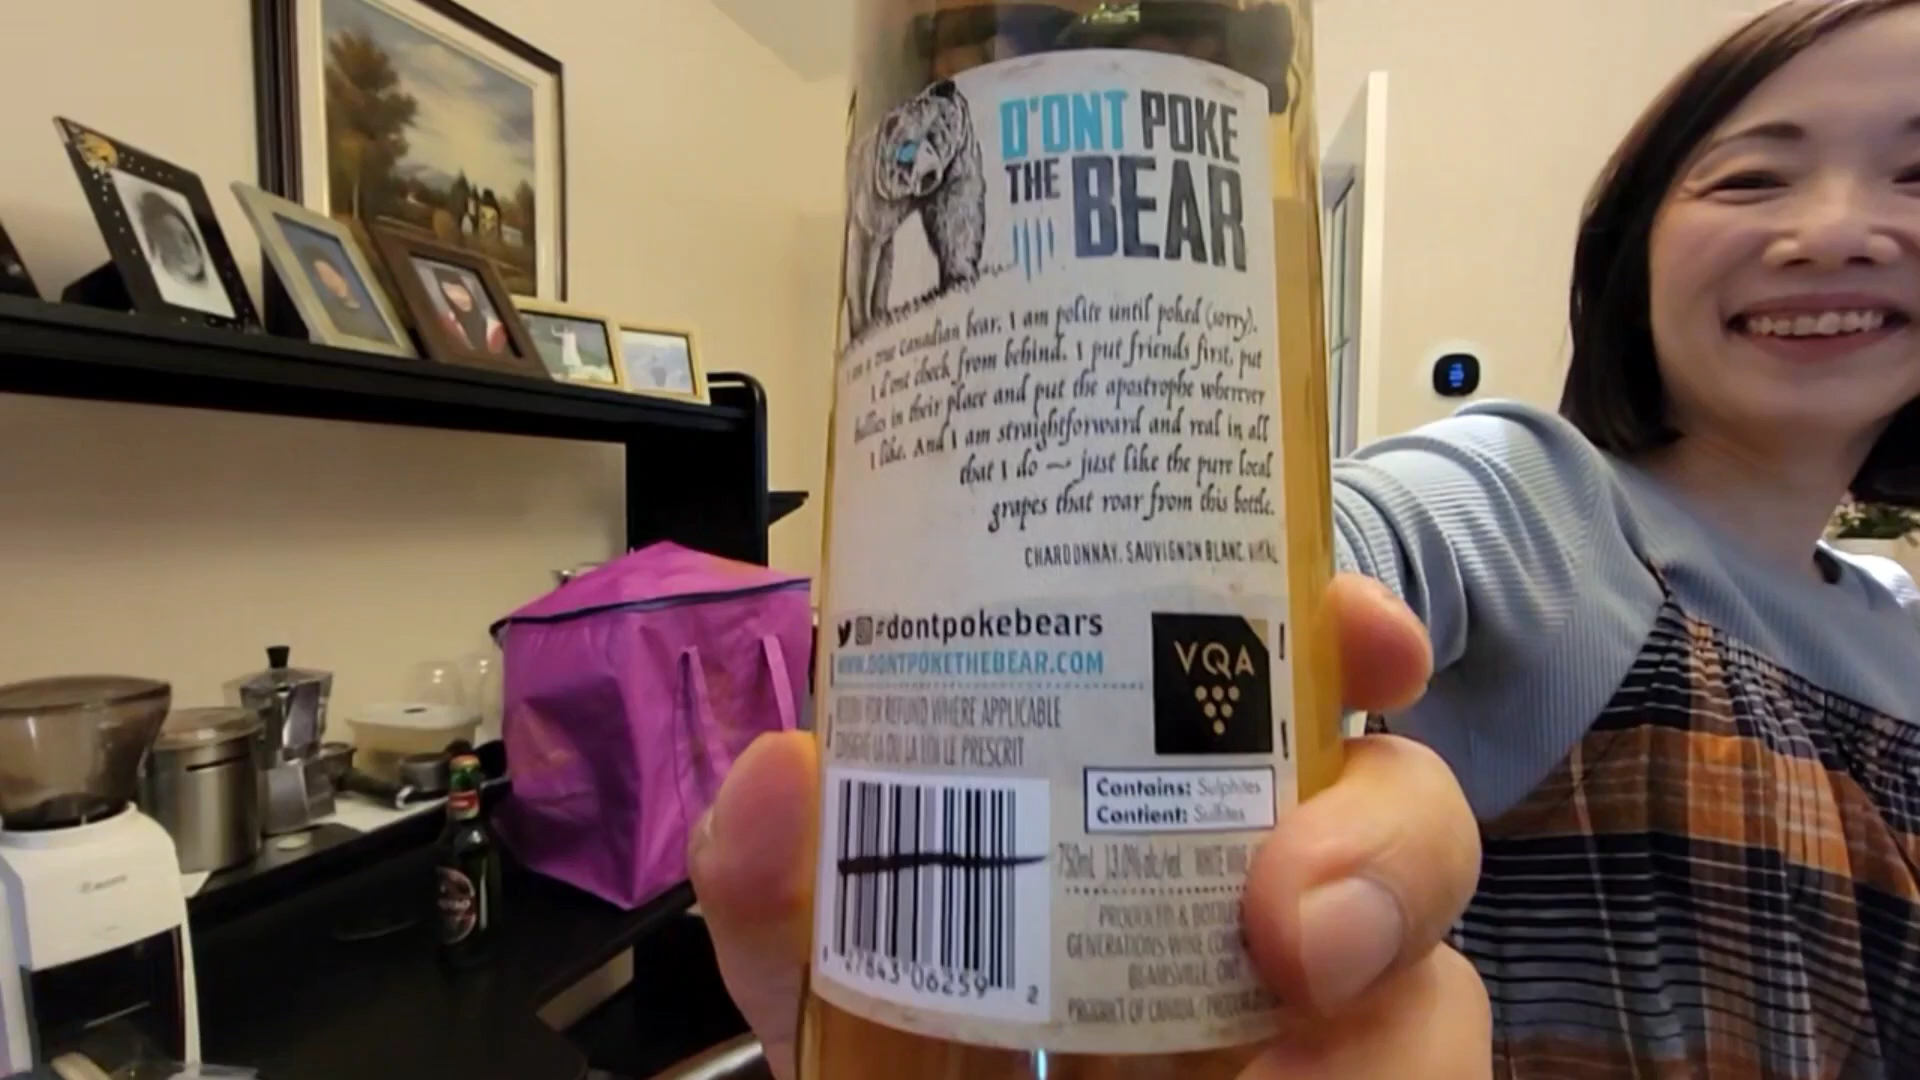 D'ONT POKE
THE BEAR
a true Canadian bear. I am polite until poked (sorry).
I d'ont check from behind. I put friends first, put
bullies in their place and put the apostrophe wherever
I like. And I am straightforward and real in all
that I do — just like the pure local
grapes that roar from this bottle.
CHARDONNAY. SAUVIGNON BLANC.
#dontpokebears
WWW.DONTPOKETHEBEAR.COM
RETURN FOR REFUND WHERE APPLICABLE
CONSIGNE LÀ OÙ LA LOI LE PRESCRIT
VQA
Contains: Sulphites
Contient: Sulfites
750mL 13.0% alc/vol WHITE WINE
PRODUCED & BOTTLED
GENERATIONS WINE
BEAMSVILLE, ONT
PRODUCT OF CANADA /
47843 06259 2